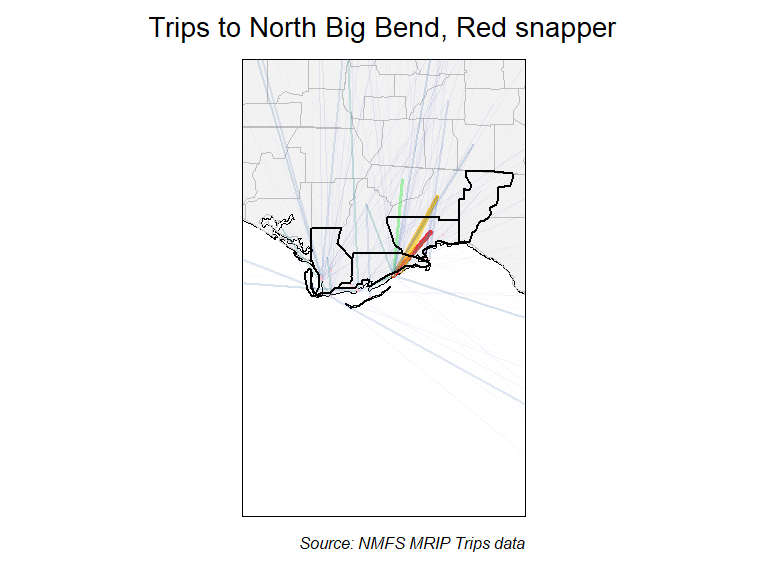 Trips to North Big Bend, Red snapper
Source: NMFS MRIP Trips data